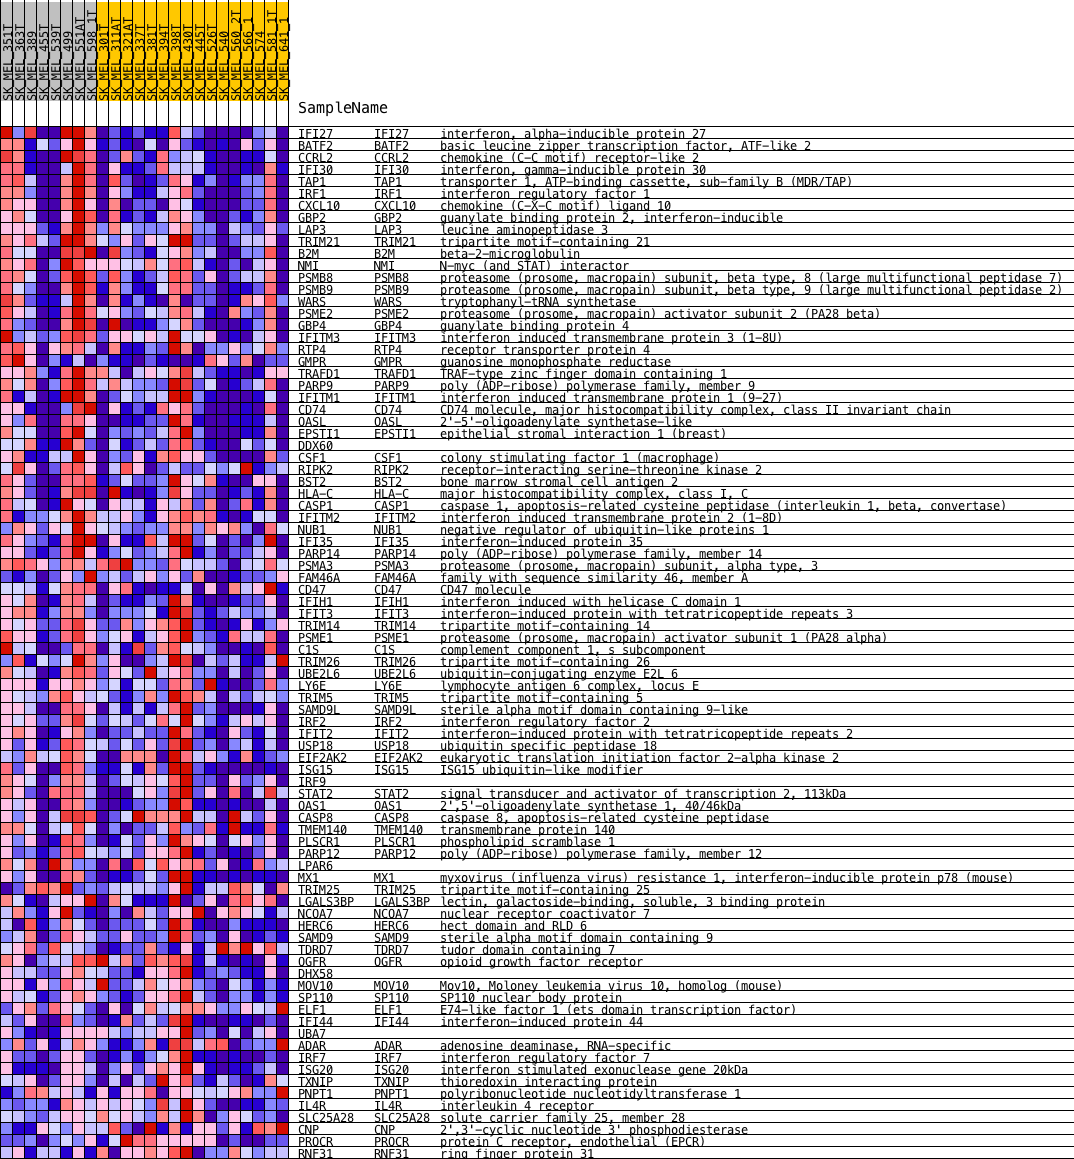 SK_MEL_351T
SK_MEL_363T
SK_MEL_389
SK_MEL_455T
SK_MEL_539T
SK_MEL_499
SK_MEL_551AT
SK_MEL_598_1T
SK_MEL_301T
SK_MEL_311AT
SK_MEL_321AT
SK_MEL_337T
SK_MEL_381T
SK_MEL_394T
SK_MEL_398T
SK_MEL_430T
SK_MEL_445T
SK_MEL_526T
SK_MEL_540
SK_MEL_560_2T
SK_MEL_566_1
SK_MEL_574
SK_MEL_581_1T
SK_MEL_641_1
SampleName
IFI27 IFI27 interferon, alpha-inducible protein 27
BATF2 BATF2 basic leucine zipper transcription factor, ATF-like 2
CCRL2 CCRL2 chemokine (C-C motif) receptor-like 2
IFI30 IFI30 interferon, gamma-inducible protein 30
TAP1 TAP1 transporter 1, ATP-binding cassette, sub-family B (MDR/TAP)
IRF1 IRF1 interferon regulatory factor 1
CXCL10 CXCL10 chemokine (C-X-C motif) ligand 10
GBP2 GBP2 guanylate binding protein 2, interferon-inducible
LAP3 LAP3 leucine aminopeptidase 3
TRIM21 TRIM21 tripartite motif-containing 21
B2M B2M beta-2-microglobulin
NMI NMI N-myc (and STAT) interactor
PSMB8 PSMB8 proteasome (prosome, macropain) subunit, beta type, 8 (large multifunctional peptidase 7)
PSMB9 PSMB9 proteasome (prosome, macropain) subunit, beta type, 9 (large multifunctional peptidase 2)
WARS WARS tryptophanyl-tRNA synthetase
PSME2 PSME2 proteasome (prosome, macropain) activator subunit 2 (PA28 beta)
GBP4 GBP4 guanylate binding protein 4
IFITM3 IFITM3 interferon induced transmembrane protein 3 (1-8U)
RTP4 RTP4 receptor transporter protein 4
GMPR GMPR guanosine monophosphate reductase
TRAFD1 TRAFD1 TRAF-type zinc finger domain containing 1
PARP9 PARP9 poly (ADP-ribose) polymerase family, member 9
IFITM1 IFITM1 interferon induced transmembrane protein 1 (9-27)
CD74 CD74 CD74 molecule, major histocompatibility complex, class II invariant chain
OASL OASL 2'-5'-oligoadenylate synthetase-like
EPSTI1 EPSTI1 epithelial stromal interaction 1 (breast)
DDX60
CSF1 CSF1 colony stimulating factor 1 (macrophage)
RIPK2 RIPK2 receptor-interacting serine-threonine kinase 2
BST2 BST2 bone marrow stromal cell antigen 2
HLA-C HLA-C major histocompatibility complex, class I, C
CASP1 CASP1 caspase 1, apoptosis-related cysteine peptidase (interleukin 1, beta, convertase)
IFITM2 IFITM2 interferon induced transmembrane protein 2 (1-8D)
NUB1 NUB1 negative regulator of ubiquitin-like proteins 1
IFI35 IFI35 interferon-induced protein 35
PARP14 PARP14 poly (ADP-ribose) polymerase family, member 14
PSMA3 PSMA3 proteasome (prosome, macropain) subunit, alpha type, 3
FAM46A FAM46A family with sequence similarity 46, member A
CD47 CD47 CD47 molecule
IFIH1 IFIH1 interferon induced with helicase C domain 1
IFIT3 IFIT3 interferon-induced protein with tetratricopeptide repeats 3
TRIM14 TRIM14 tripartite motif-containing 14
PSME1 PSME1 proteasome (prosome, macropain) activator subunit 1 (PA28 alpha)
C1S C1S complement component 1, s subcomponent
TRIM26 TRIM26 tripartite motif-containing 26
UBE2L6 UBE2L6 ubiquitin-conjugating enzyme E2L 6
LY6E LY6E lymphocyte antigen 6 complex, locus E
TRIM5 TRIM5 tripartite motif-containing 5
SAMD9L SAMD9L sterile alpha motif domain containing 9-like
IRF2 IRF2 interferon regulatory factor 2
IFIT2 IFIT2 interferon-induced protein with tetratricopeptide repeats 2
USP18 USP18 ubiquitin specific peptidase 18
EIF2AK2 EIF2AK2 eukaryotic translation initiation factor 2-alpha kinase 2
ISG15 ISG15 ISG15 ubiquitin-like modifier
IRF9
STAT2 STAT2 signal transducer and activator of transcription 2, 113kDa
OAS1 OAS1 2',5'-oligoadenylate synthetase 1, 40/46kDa
CASP8 CASP8 caspase 8, apoptosis-related cysteine peptidase
TMEM140 TMEM140 transmembrane protein 140
PLSCR1 PLSCR1 phospholipid scramblase 1
PARP12 PARP12 poly (ADP-ribose) polymerase family, member 12
LPAR6
MX1 MX1 myxovirus (influenza virus) resistance 1, interferon-inducible protein p78 (mouse)
TRIM25 TRIM25 tripartite motif-containing 25
LGALS3BP LGALS3BP lectin, galactoside-binding, soluble, 3 binding protein
NCOA7 NCOA7 nuclear receptor coactivator 7
HERC6 HERC6 hect domain and RLD 6
SAMD9 SAMD9 sterile alpha motif domain containing 9
TDRD7 TDRD7 tudor domain containing 7
OGFR OGFR opioid growth factor receptor
DHX58
MOV10 MOV10 Mov10, Moloney leukemia virus 10, homolog (mouse)
SP110 SP110 SP110 nuclear body protein
ELF1 ELF1 E74-like factor 1 (ets domain transcription factor)
IFI44 IFI44 interferon-induced protein 44
UBA7
ADAR ADAR adenosine deaminase, RNA-specific
IRF7 IRF7 interferon regulatory factor 7
ISG20 ISG20 interferon stimulated exonuclease gene 20kDa
TXNIP TXNIP thioredoxin interacting protein
PNPT1 PNPT1 polyribonucleotide nucleotidyltransferase 1
IL4R IL4R interleukin 4 receptor
SLC25A28 SLC25A28 solute carrier family 25, member 28
CNP CNP 2',3'-cyclic nucleotide 3' phosphodiesterase
PROCR PROCR protein C receptor, endothelial (EPCR)
RNF31 RNF31 ring finger protein 31